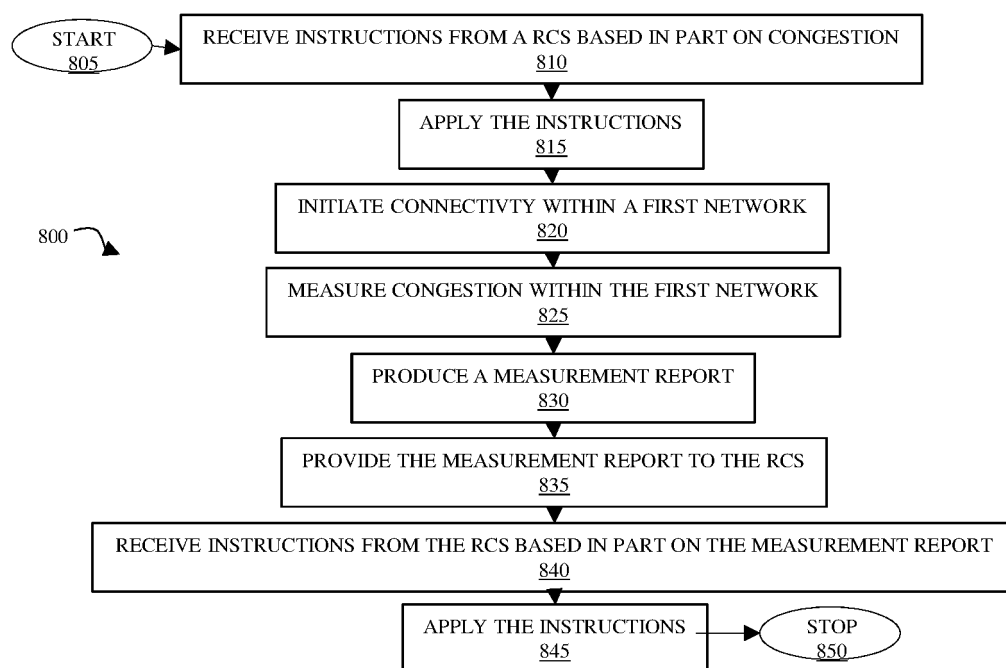 START
805
RECEIVE INSTRUCTIONS FROM A RCS BASED IN PART ON CONGESTION
810
APPLY THE INSTRUCTIONS
815
INITIATE CONNECTIVTY WITHIN A FIRST NETWORK
820
800
MEASURE CONGESTION WITHIN THE FIRST NETWORK
825
PRODUCE A MEASUREMENT REPORT
830
PROVIDE THE MEASUREMENT REPORT TO THE RCS
835
RECEIVE INSTRUCTIONS FROM THE RCS BASED IN PART ON THE MEASUREMENT REPORT
840
APPLY THE INSTRUCTIONS
845
STOP
850